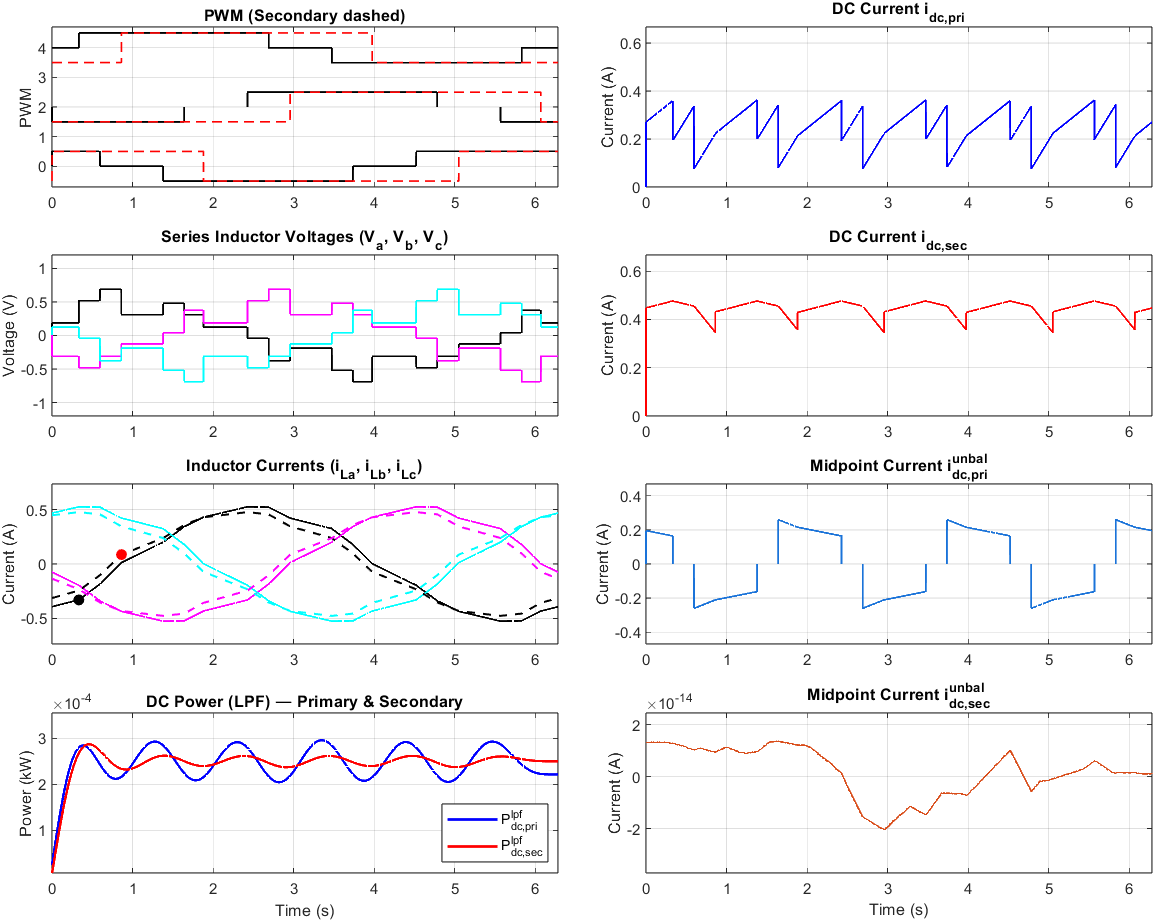 PWM (Secondary dashed)
PWM
4
3
2
1
0
0 1 2 3 4 5 6
DC Current i_dc,pri
Current (A)
0.6
0.4
0.2
0
0 1 2 3 4 5 6
Series Inductor Voltages (V_a, V_b, V_c)
Voltage (V)
1
0.5
0
-0.5
-1
0 1 2 3 4 5 6
DC Current i_dc,sec
Current (A)
0.6
0.4
0.2
0
0 1 2 3 4 5 6
Inductor Currents (i_La, i_Lb, i_Lc)
Current (A)
0.5
0
-0.5
0 1 2 3 4 5 6
Midpoint Current i^unbal_dc,pri
Current (A)
0.4
0.2
0
-0.2
-0.4
0 1 2 3 4 5 6
DC Power (LPF) — Primary & Secondary
×10^-4
Power (kW)
3
2
1
P^lpf_dc,pri
P^lpf_dc,sec
0 1 2 3 4 5 6
Time (s)
Midpoint Current i^unbal_dc,sec
×10^-14
Current (A)
2
0
-2
0 1 2 3 4 5 6
Time (s)